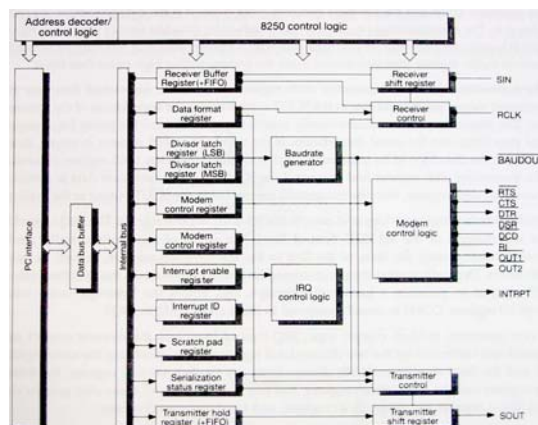 Address decoder/
control logic
8250 control logic
PC interface
Data bus buffer
Internal bus
Receiver Buffer
Register(+FIFO)
Receiver
shift register
SIN
Data format
register
Receiver
control
RCLK
Divisor latch
register (LSB)
Divisor latch
register (MSB)
Baudrate
generator
BAUDOU
Modem
control register
Modem
control register
Modem
control logic
RTS
CTS
DTR
DSR
DCD
RI
OUT1
OUT2
Interrupt enable
register
Interrupt ID
register
IRQ
control logic
INTRPT
Scratch pad
register
Serialization
status register
Transmitter
control
Transmitter hold
register (+FIFO)
Transmitter
shift register
SOUT